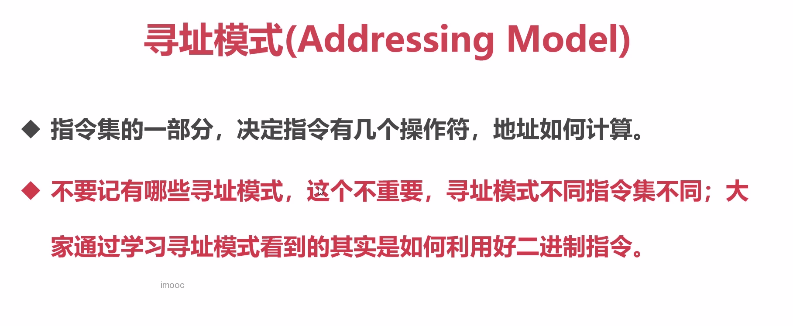 寻址模式(Addressing Model)
◆ 指令集的一部分，决定指令有几个操作符，地址如何计算。
◆ 不要记有哪些寻址模式，这个不重要，寻址模式不同指令集不同；大
家通过学习寻址模式看到的其实是如何利用好二进制指令。
imooc